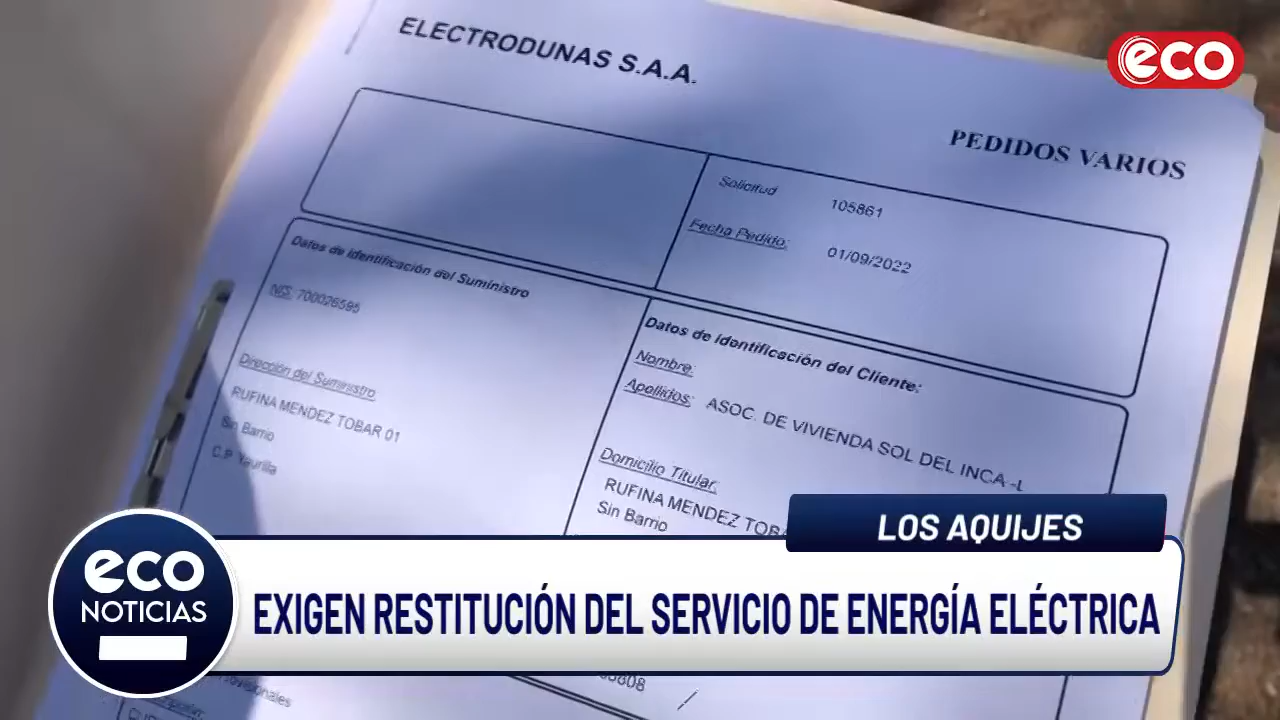 ELECTRODUNAS S.A.A.
eco
PEDIDOS VARIOS
Solicitud 105861
Fecha Pedido: 01/09/2022
Datos de Identificación del Suministro
NIS: 700026595
Dirección del Suministro
RUFINA MENDEZ TOBAR 01
Sin Barrio
C.P. Yaurilla
Datos de Identificación del Cliente:
Nombre:
Apellidos: ASOC. DE VIVIENDA SOL DEL INCA -L
Domicilio Titular
RUFINA MENDEZ TOBA
Sin Barrio
LOS AQUIJES
eco
NOTICIAS
EXIGEN RESTITUCIÓN DEL SERVICIO DE ENERGÍA ELÉCTRICA